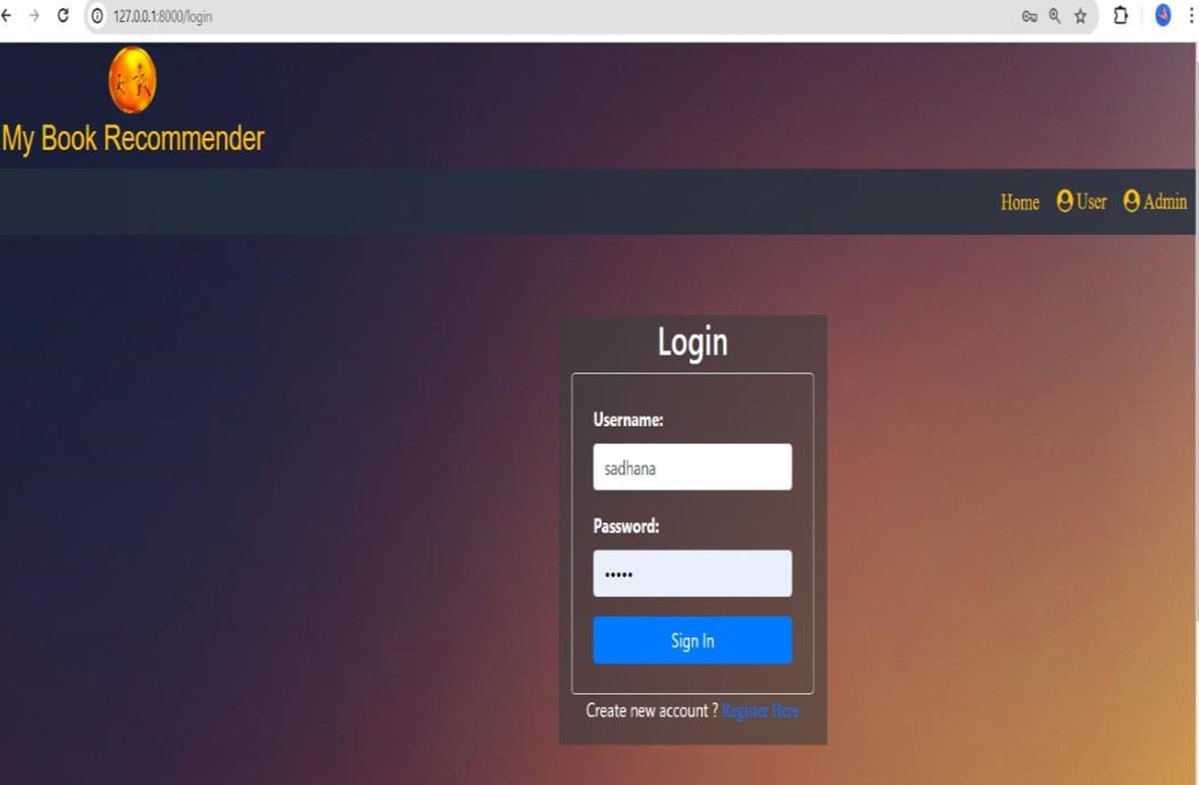 127.0.0.1:8000/login
My Book Recommender
Home User Admin
Login
Username:
sadhana
Password:
•••••
Sign In
Create new account ? Register Here